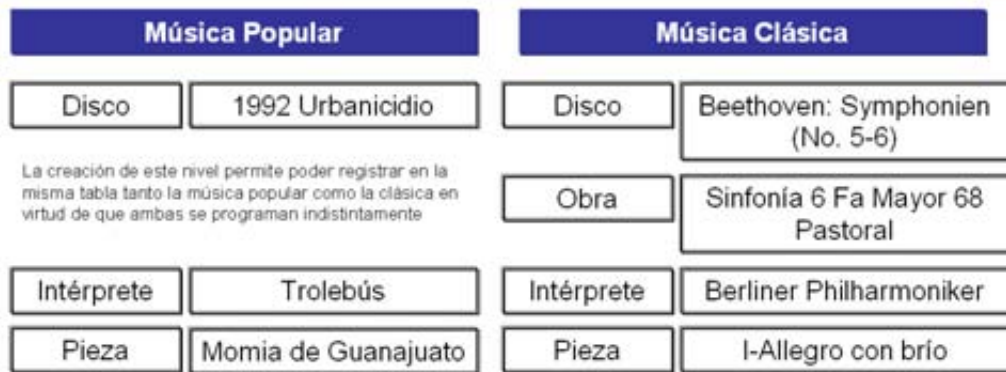 Música Popular
Disco
1992 Urbanicidio
La creación de este nivel permite poder registrar en la
misma tabla tanto la música popular como la clásica en
virtud de que ambas se programan indistintamente
Intérprete
Trolebús
Pieza
Momia de Guanajuato
Música Clásica
Disco
Beethoven: Symphonien
(No. 5-6)
Obra
Sinfonía 6 Fa Mayor 68
Pastoral
Intérprete
Berliner Philharmoniker
Pieza
I-Allegro con brío